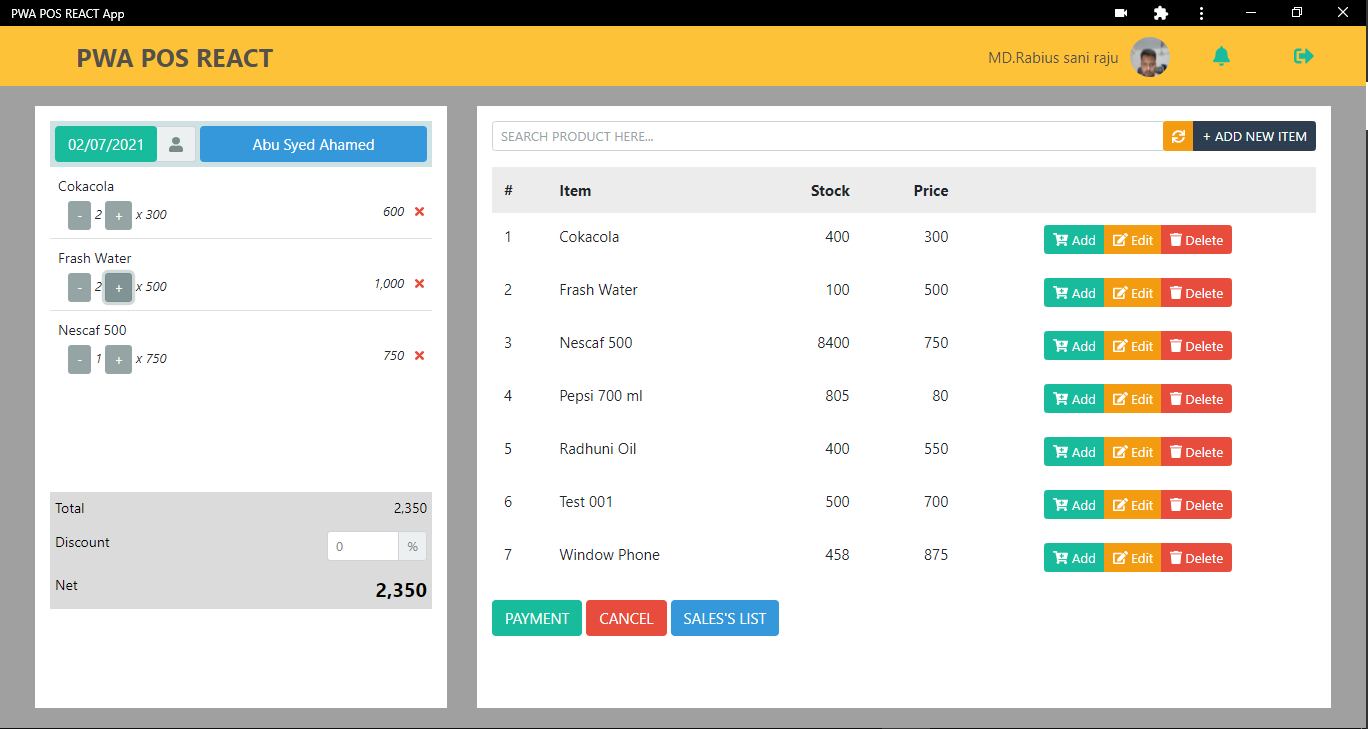 PWA POS REACT App
PWA POS REACT
MD.Rabius sani raju
02/07/2021
Abu Syed Ahamed
Cokacola
- 2 + x 300 600
Frash Water
- 2 + x 500 1,000
Nescaf 500
- 1 + x 750 750
Total 2,350
Discount 0 %
Net 2,350
SEARCH PRODUCT HERE...
+ ADD NEW ITEM
# Item Stock Price
1 Cokacola 400 300 Add Edit Delete
2 Frash Water 100 500 Add Edit Delete
3 Nescaf 500 8400 750 Add Edit Delete
4 Pepsi 700 ml 805 80 Add Edit Delete
5 Radhuni Oil 400 550 Add Edit Delete
6 Test 001 500 700 Add Edit Delete
7 Window Phone 458 875 Add Edit Delete
PAYMENT CANCEL SALES'S LIST